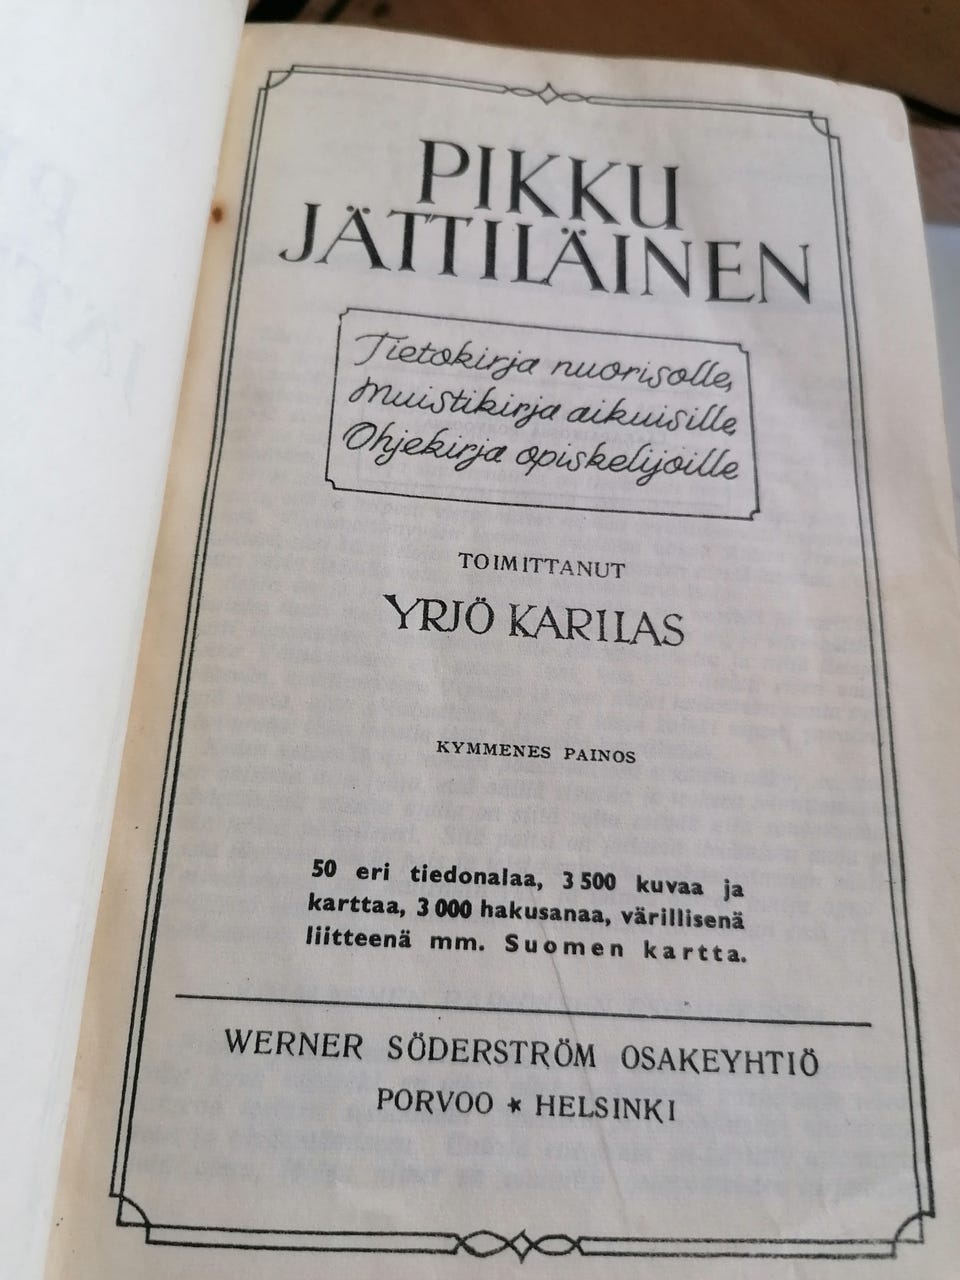 PIKKU
JÄTTILÄINEN
Tietokirja nuorisolle,
Muistikirja aikuisille,
Ohjekirja opiskelijoille
TOIMITTANUT
YRJÖ KARILAS
KYMMENES PAINOS
50 eri tiedonalaa, 3 500 kuvaa ja
karttaa, 3 000 hakusanaa, värillisenä
liitteenä mm. Suomen kartta.
WERNER SÖDERSTRÖM OSAKEYHTIÖ
PORVOO * HELSINKI